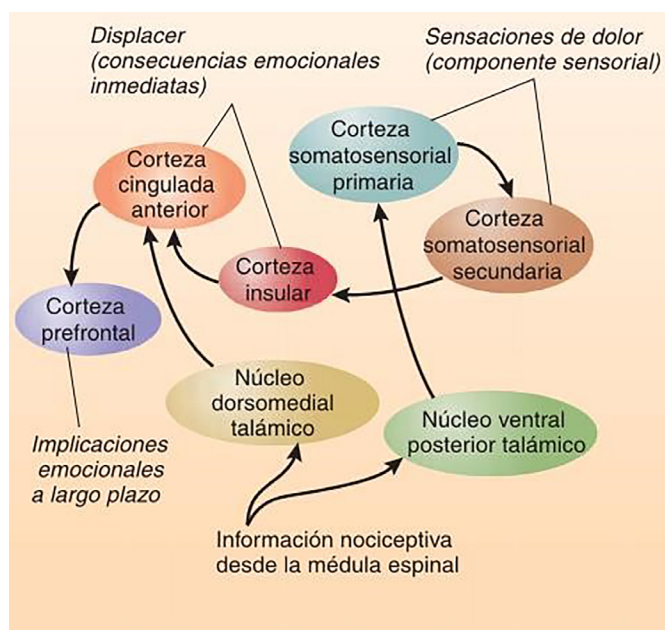 Displacer
(consecuencias emocionales
inmediatas)
Sensaciones de dolor
(componente sensorial)
Corteza
cingulada
anterior
Corteza
somatosensorial
primaria
Corteza
somatosensorial
secundaria
Corteza
insular
Corteza
prefrontal
Núcleo
dorsomedial
talámico
Núcleo ventral
posterior talámico
Implicaciones
emocionales
a largo plazo
Información nociceptiva
desde la médula espinal